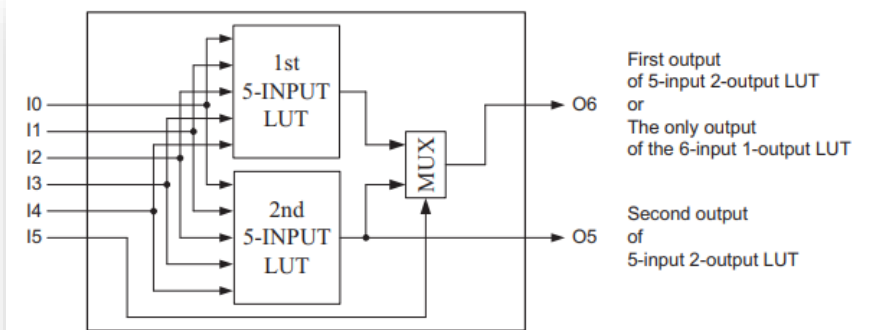 1st
5-INPUT
LUT
I0
I1
I2
I3
I4
I5
2nd
5-INPUT
LUT
MUX
O6
O5
First output
of 5-input 2-output LUT
or
The only output
of the 6-input 1-output LUT
Second output
of
5-input 2-output LUT